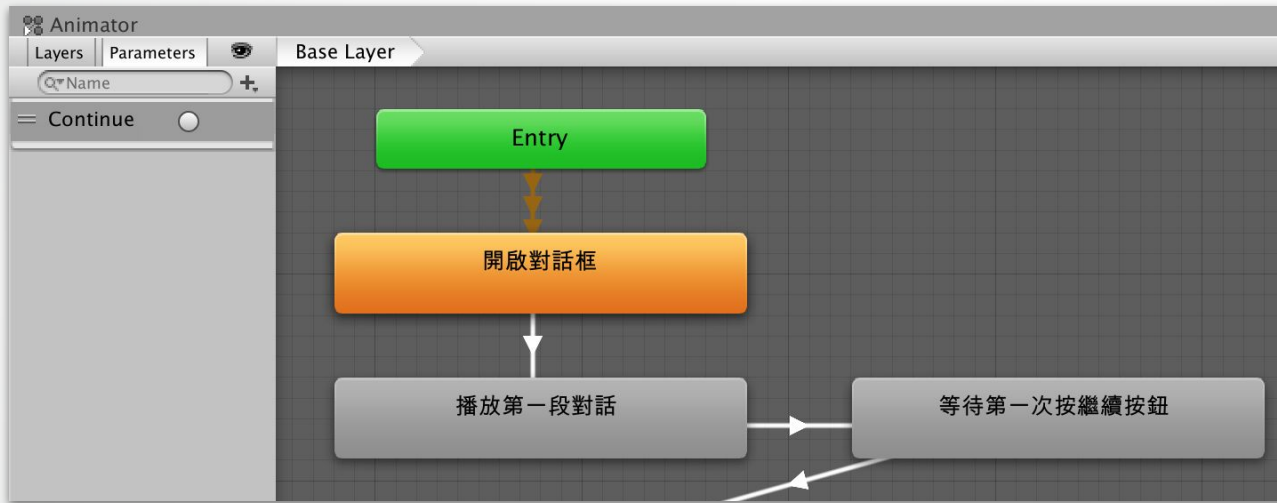 Animator
Layers Parameters
Base Layer
Name
Continue
Entry
開啟對話框
播放第一段對話
等待第一次按繼續按鈕